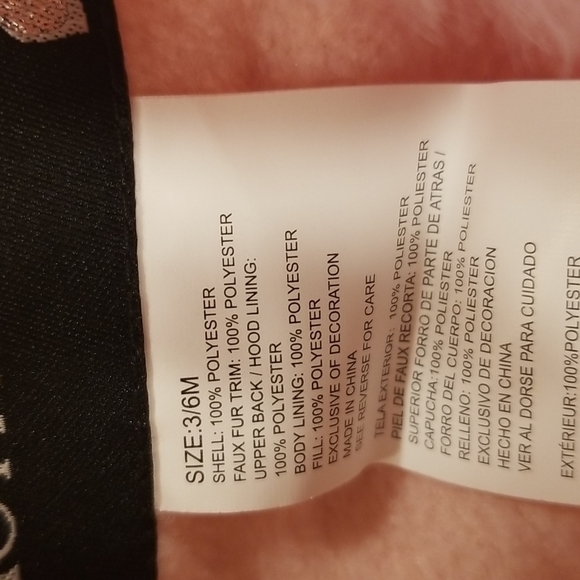 SIZE:3/6M
SHELL: 100% POLYESTER
FAUX FUR TRIM: 100% POLYESTER
UPPER BACK / HOOD LINING:
100% POLYESTER
BODY LINING: 100% POLYESTER
FILL: 100% POLYESTER
EXCLUSIVE OF DECORATION
MADE IN CHINA
SEE REVERSE FOR CARE
TELA EXTERIOR: 100% POLIESTER
PIEL DE FAUX RECORTA: 100% POLIESTER
SUPERIOR FORRO DE PARTE DE ATRAS /
CAPUCHA:100% POLIESTER
FORRO DEL CUERPO: 100% POLIESTER
RELLENO: 100% POLIESTER
EXCLUSIVO DE DECORACION
HECHO EN CHINA
VER AL DORSE PARA CUIDADO
EXTÉRIEUR:100%POLYESTER